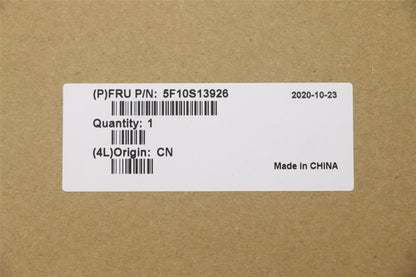 (P)FRU P/N: 5F10S13926
2020-10-23
Quantity: 1
(4L)Origin: CN
Made in CHINA